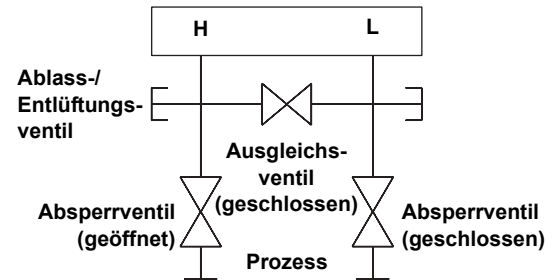 H
L
Ablass-/
Entlüftungs-
ventil
Ausgleichs-
ventil
(geschlossen)
Absperrventil
(geöffnet)
Absperrventil
(geschlossen)
Prozess